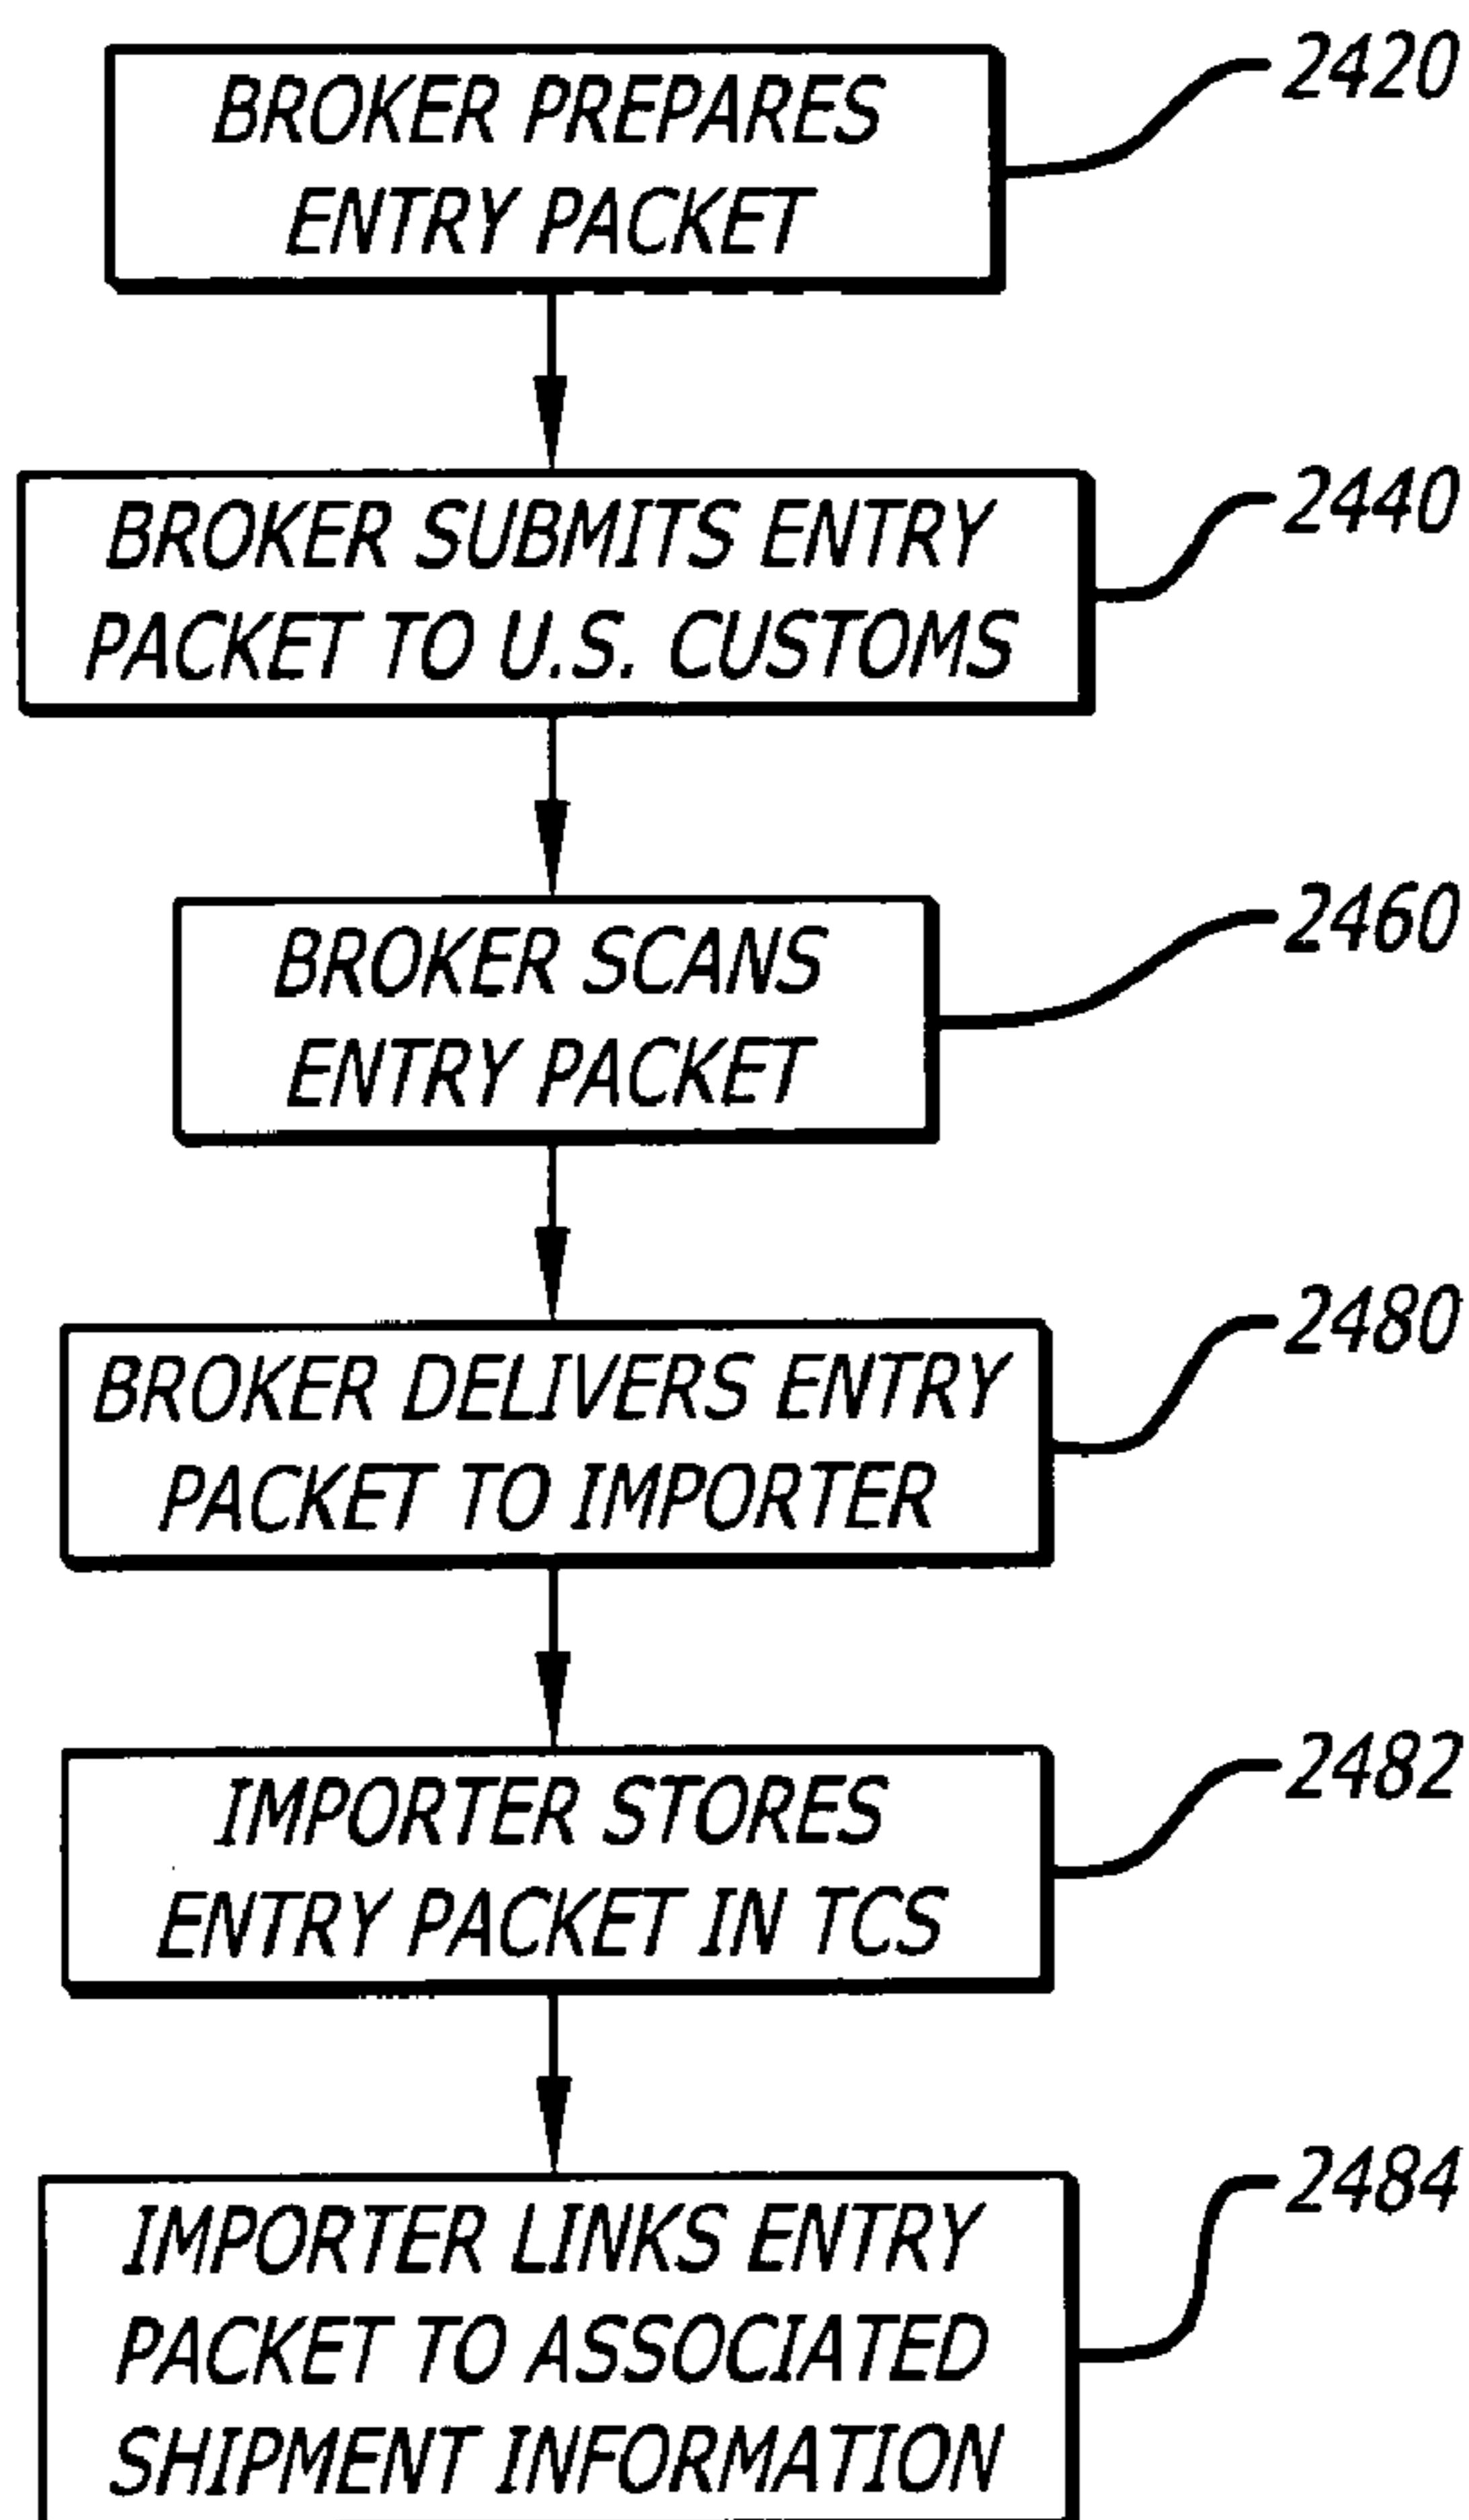 BROKER PREPARES
ENTRY PACKET
2420
BROKER SUBMITS ENTRY
PACKET TO U.S. CUSTOMS
2440
BROKER SCANS
ENTRY PACKET
2460
BROKER DELIVERS ENTRY
PACKET TO IMPORTER
2480
IMPORTER STORES
ENTRY PACKET IN TCS
2482
IMPORTER LINKS ENTRY
PACKET TO ASSOCIATED
SHIPMENT INFORMATION
2484